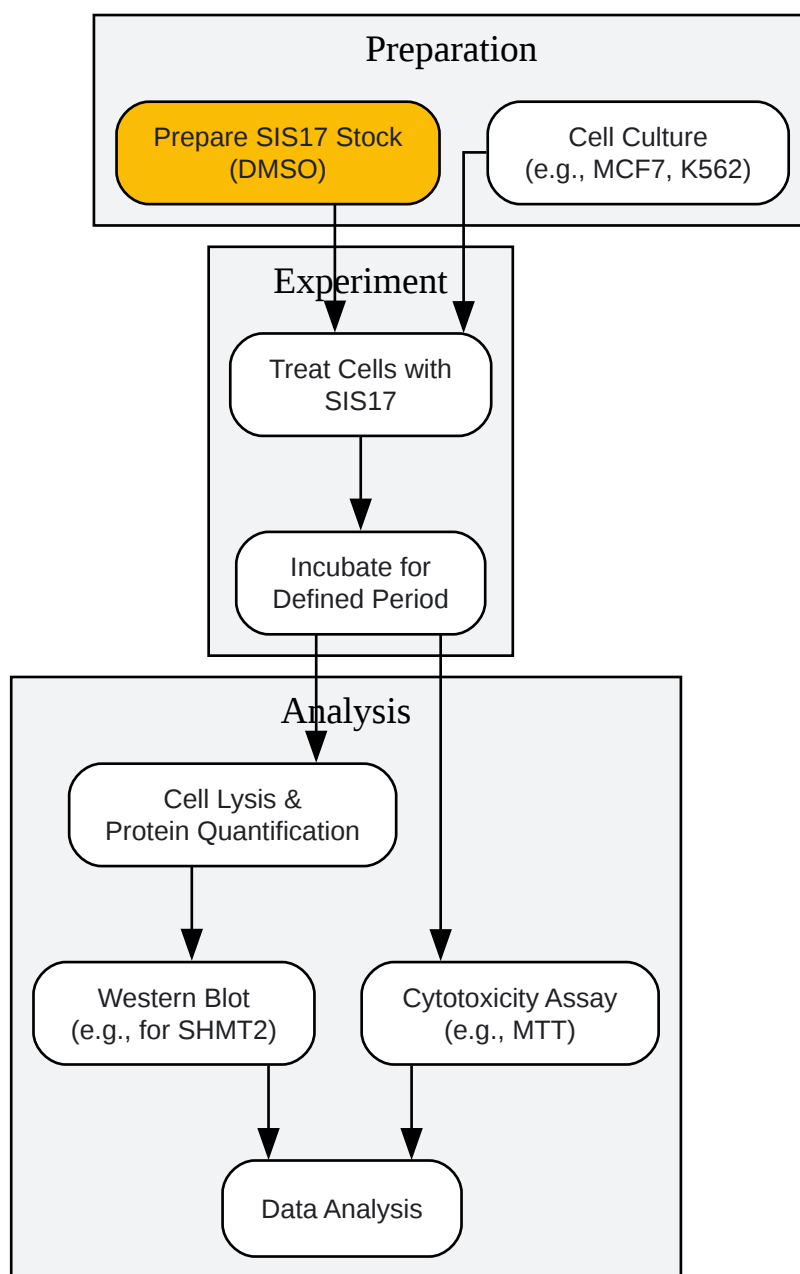 Preparation
Prepare SIS17 Stock
(DMSO)
Cell Culture
(e.g., MCF7, K562)
Experiment
Treat Cells with
SIS17
Incubate for
Defined Period
Analysis
Cell Lysis &
Protein Quantification
Western Blot
(e.g., for SHMT2)
Cytotoxicity Assay
(e.g., MTT)
Data Analysis